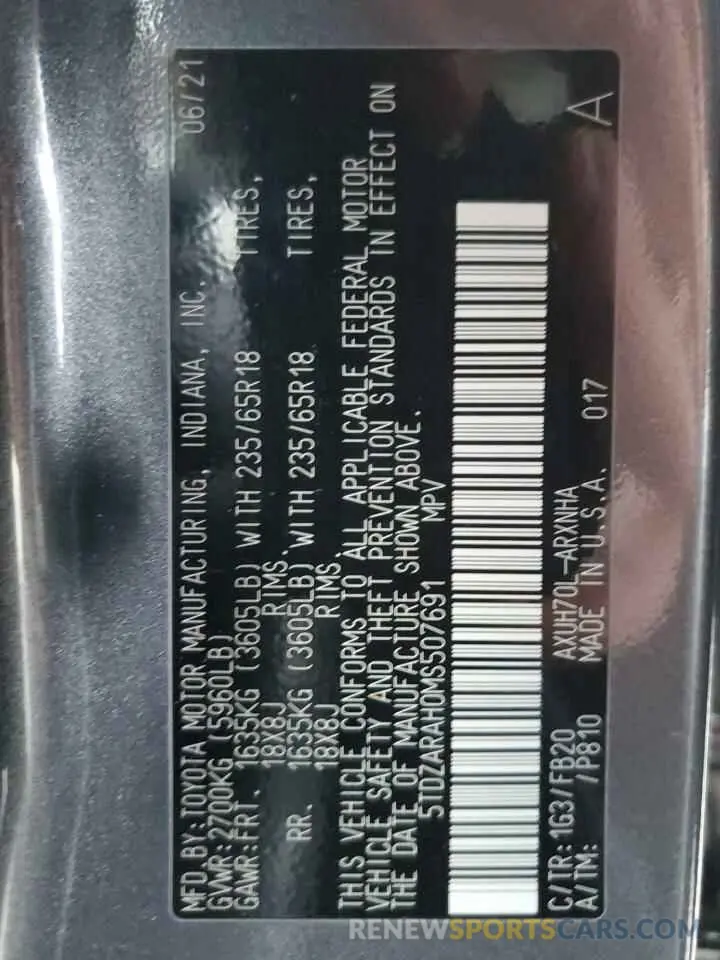 MFD.BY:TOYOTA MOTOR MANUFACTURING, INDIANA, INC. 06/21
GVWR:2700KG (5960LB)
GAWR:FRT. 1635KG (3605LB) WITH 235/65R18 TIRES,
18X8J RIMS.
RR. 1635KG (3605LB) WITH 235/65R18 TIRES,
18X8J RIMS.
THIS VEHICLE CONFORMS TO ALL APPLICABLE FEDERAL MOTOR
VEHICLE SAFETY AND THEFT PREVENTION STANDARDS IN EFFECT ON
THE DATE OF MANUFACTURE SHOWN ABOVE.
5TDZARAH0MS507691 MPV
C/TR:1G3/FB20 AXUH70L-ARXNHA 017
A/TM: /P810 MADE IN U.S.A. A
RENEWSPORTSCARS.COM